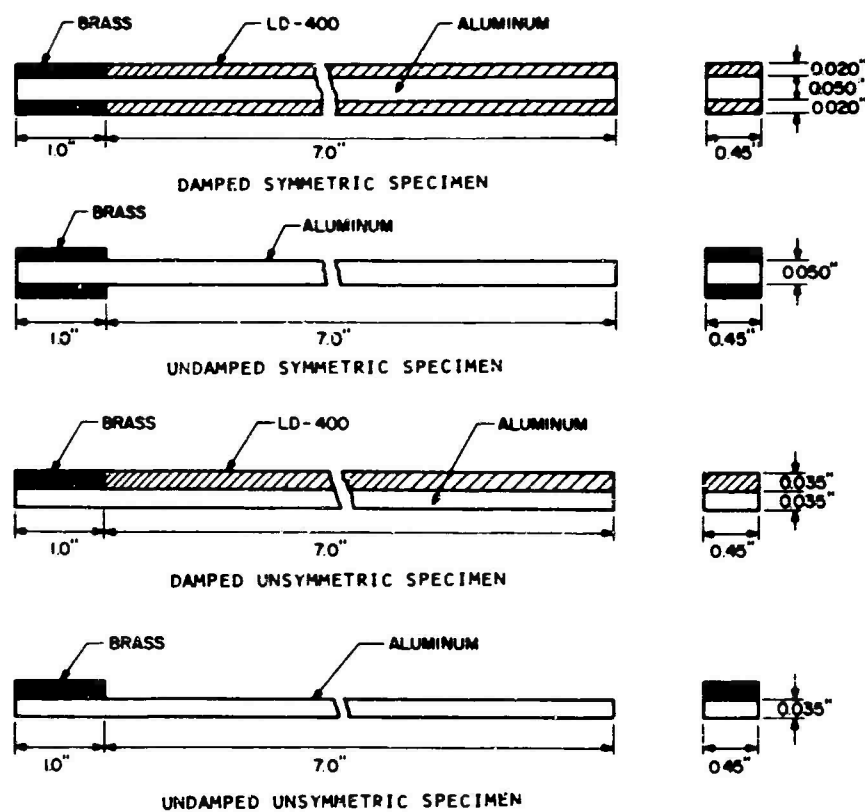 BRASS LD-400 ALUMINUM
0.020"
0.050"
0.020"
1.0" 7.0" 0.45"
DAMPED SYMMETRIC SPECIMEN
BRASS ALUMINUM
0.050"
1.0" 7.0" 0.45"
UNDAMPED SYMMETRIC SPECIMEN
BRASS LD-400 ALUMINUM
0.035"
0.035"
1.0" 7.0" 0.45"
DAMPED UNSYMMETRIC SPECIMEN
BRASS ALUMINUM
0.035"
1.0" 7.0" 0.45"
UNDAMPED UNSYMMETRIC SPECIMEN